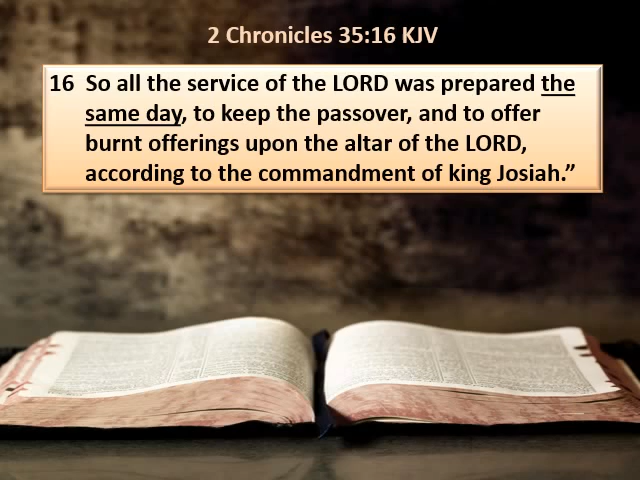 2 Chronicles 35:16 KJV
16 So all the service of the LORD was prepared the
same day, to keep the passover, and to offer
burnt offerings upon the altar of the LORD,
according to the commandment of king Josiah.”